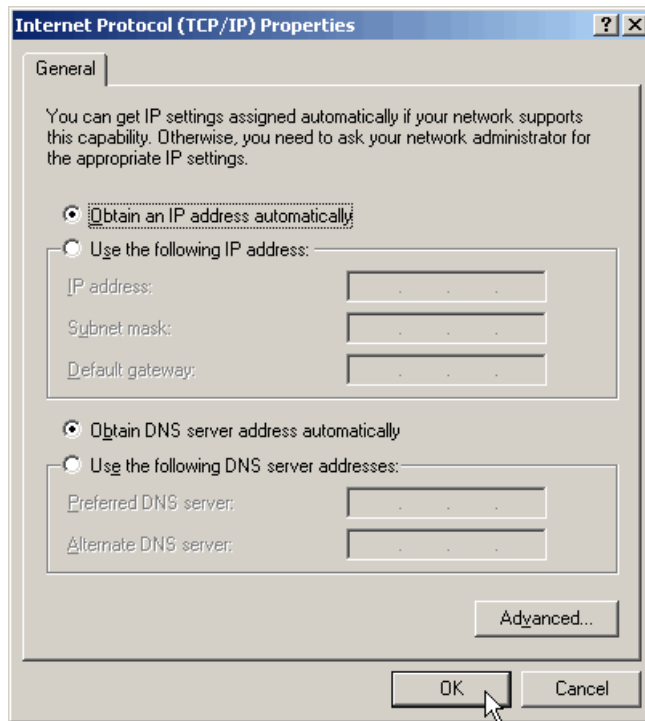 Internet Protocol (TCP/IP) Properties
General
You can get IP settings assigned automatically if your network supports
this capability. Otherwise, you need to ask your network administrator for
the appropriate IP settings.
Obtain an IP address automatically
Use the following IP address:
IP address:
Subnet mask:
Default gateway:
Obtain DNS server address automatically
Use the following DNS server addresses:
Preferred DNS server:
Alternate DNS server:
Advanced...
OK
Cancel